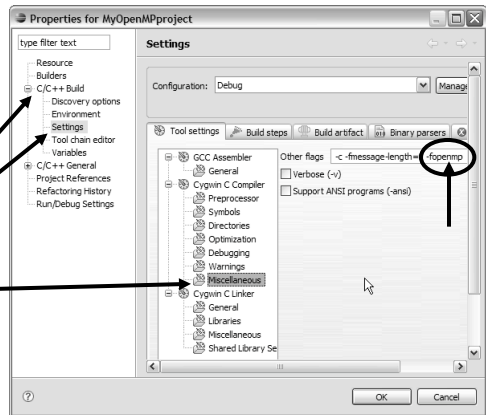 Properties for MyOpenMPproject
type filter text
Resource
Builders
C/C++ Build
Discovery options
Environment
Settings
Tool chain editor
Variables
C/C++ General
Project References
Refactoring History
Run/Debug Settings
Settings
Configuration: Debug
Manage
Tool settings
Build steps
Build artifact
Binary parsers
GCC Assembler
General
Cygwin C Compiler
Preprocessor
Symbols
Directories
Optimization
Debugging
Warnings
Miscellaneous
Cygwin C Linker
General
Libraries
Miscellaneous
Shared Library Se
Other flags -c -fmessage-length= -fopenmp
Verbose (-v)
Support ANSI programs (-ansi)
OK
Cancel